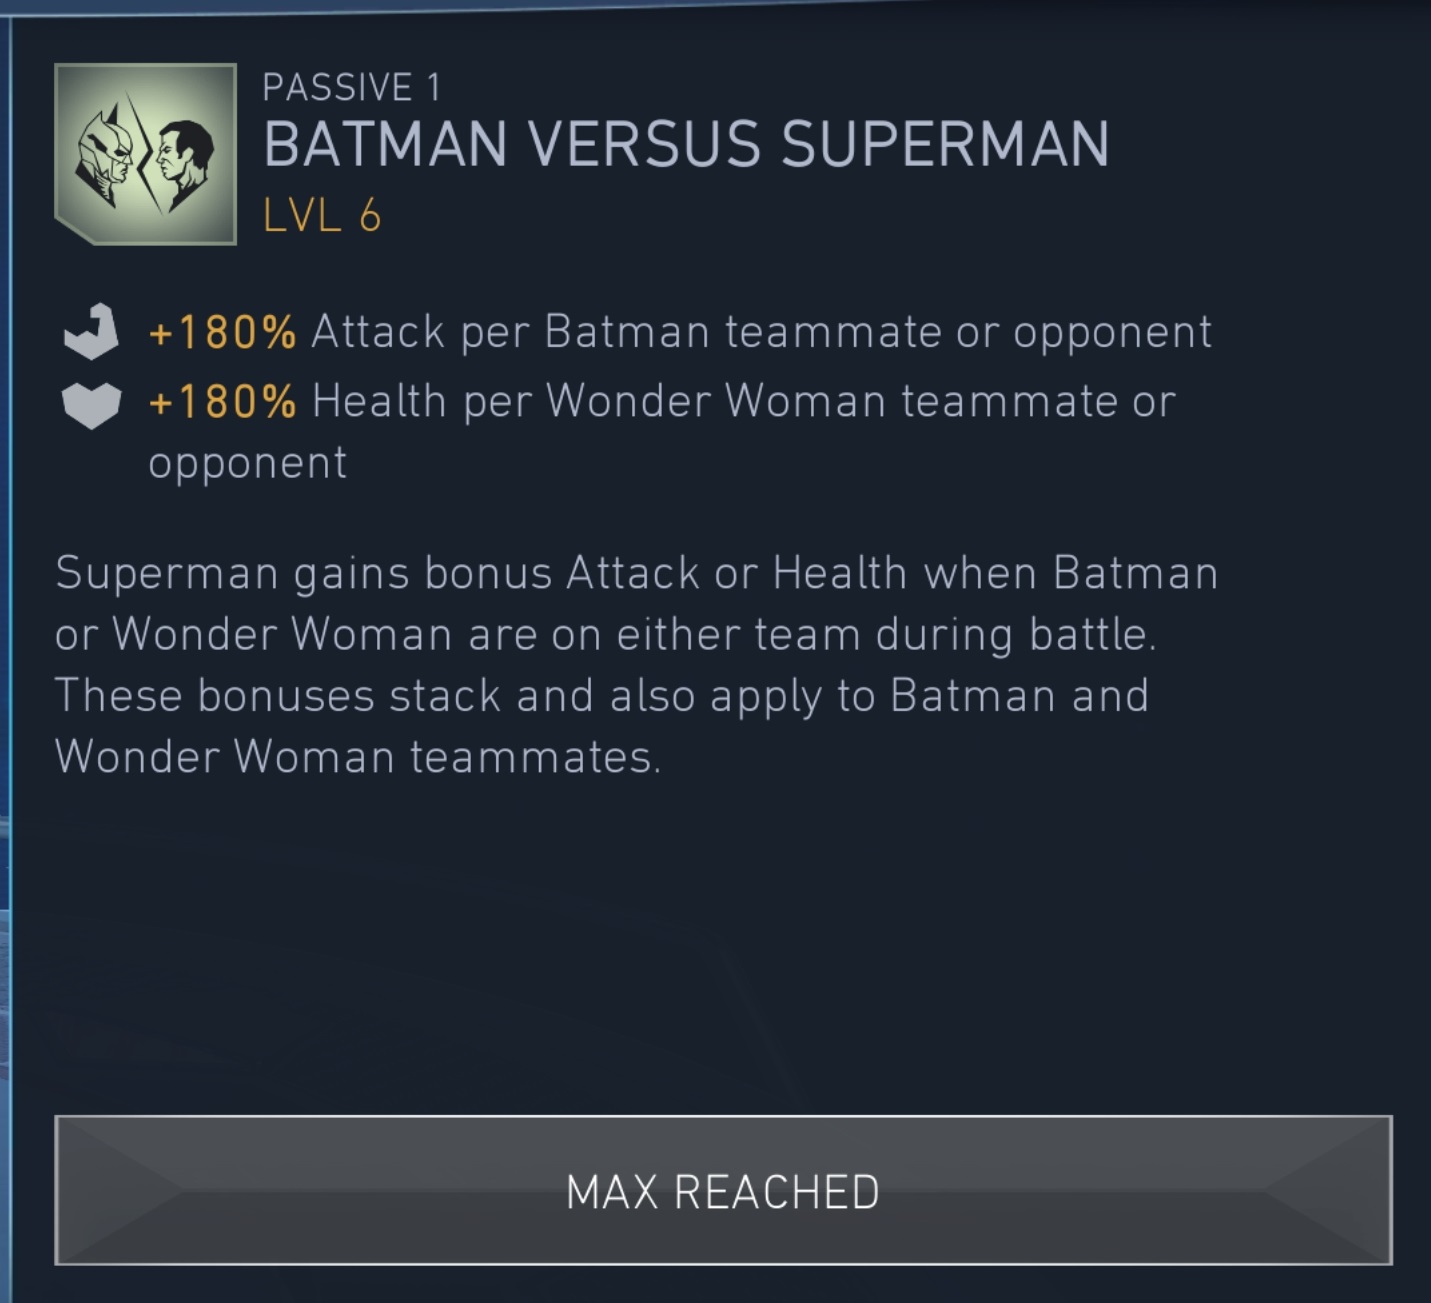 PASSIVE 1
BATMAN VERSUS SUPERMAN
LVL 6
+180% Attack per Batman teammate or opponent
+180% Health per Wonder Woman teammate or
opponent
Superman gains bonus Attack or Health when Batman
or Wonder Woman are on either team during battle.
These bonuses stack and also apply to Batman and
Wonder Woman teammates.
MAX REACHED